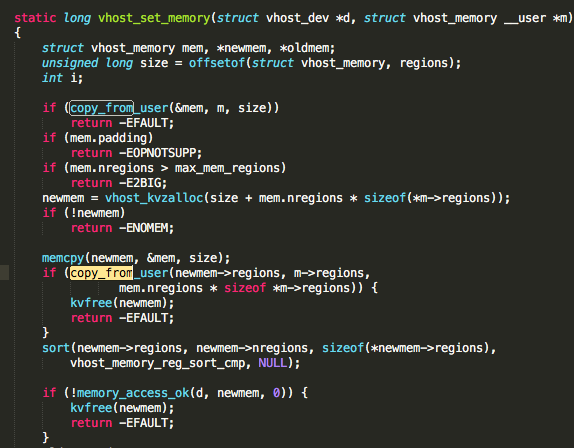 static long vhost_set_memory(struct vhost_dev *d, struct vhost_memory __user *m)
{
struct vhost_memory mem, *newmem, *oldmem;
unsigned long size = offsetof(struct vhost_memory, regions);
int i;
if (copy_from_user(&mem, m, size))
return -EFAULT;
if (mem.padding)
return -EOPNOTSUPP;
if (mem.nregions > max_mem_regions)
return -E2BIG;
newmem = vhost_kvzalloc(size + mem.nregions * sizeof(*m->regions));
if (!newmem)
return -ENOMEM;
memcpy(newmem, &mem, size);
if (copy_from_user(newmem->regions, m->regions,
mem.nregions * sizeof *m->regions)) {
kvfree(newmem);
return -EFAULT;
}
sort(newmem->regions, newmem->nregions, sizeof(*newmem->regions),
vhost_memory_reg_sort_cmp, NULL);
if (!memory_access_ok(d, newmem, 0)) {
kvfree(newmem);
return -EFAULT;
}